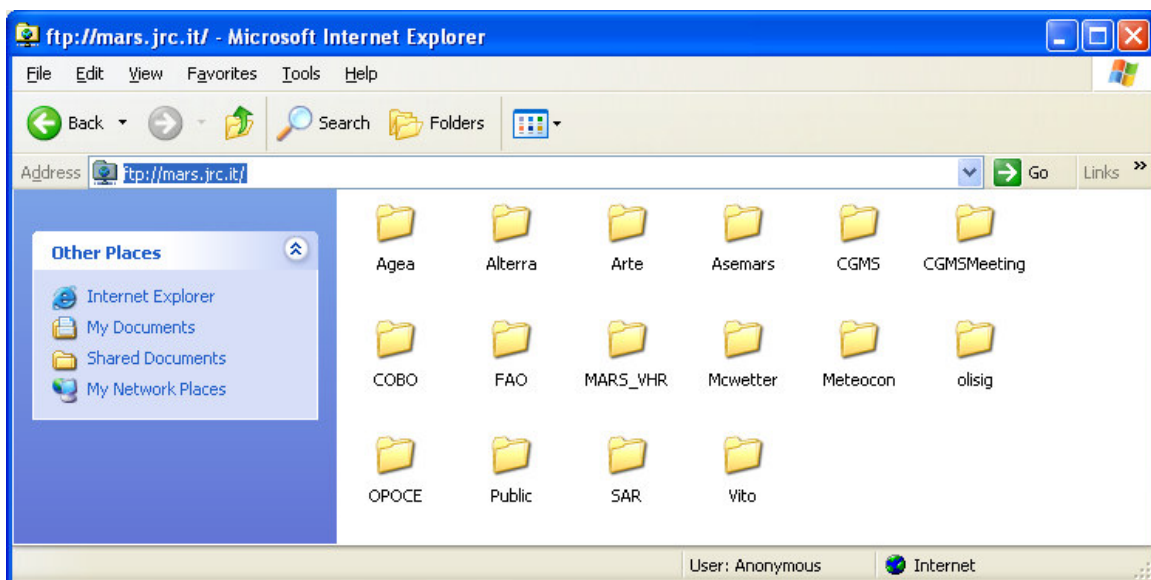 ftp://mars.jrc.it/ - Microsoft Internet Explorer
File Edit View Favorites Tools Help
Back Search Folders
Address ftp://mars.jrc.it/ Go Links »
Other Places
Internet Explorer
My Documents
Shared Documents
My Network Places
Agea Alterra Arte Asemars CGMS CGMSMeeting
COBO FAO MARS_VHR Mcwetter Meteocon olisig
OPOCE Public SAR Vito
User: Anonymous Internet